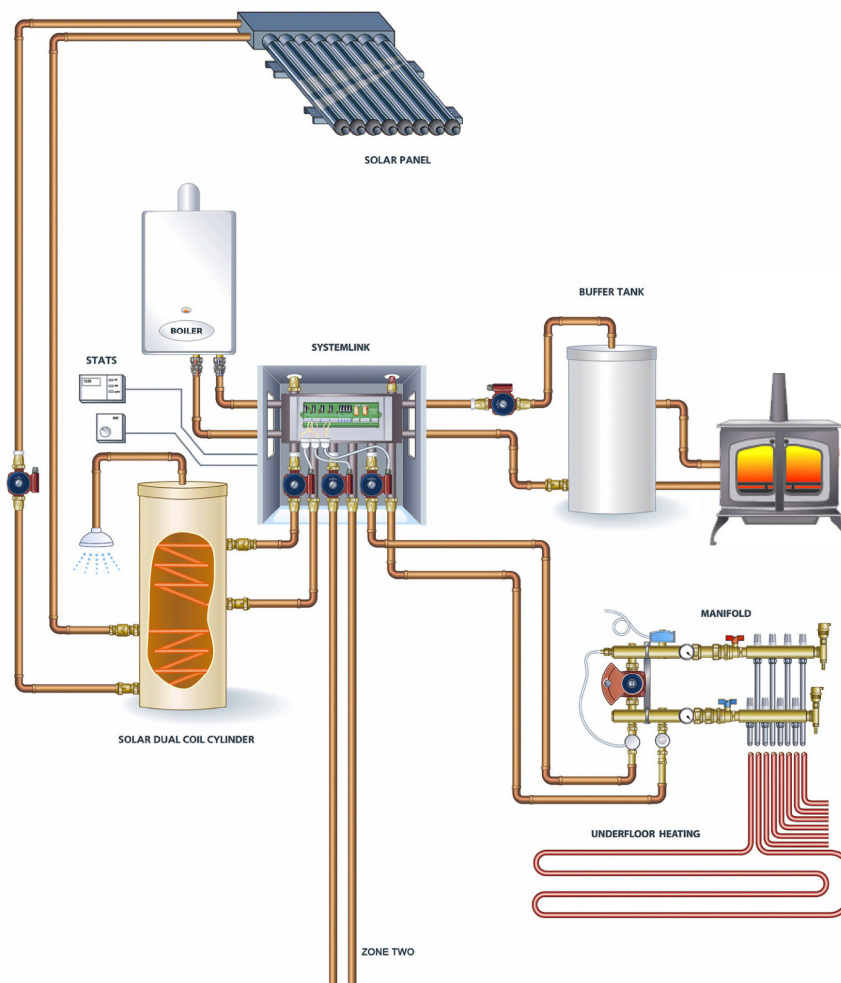 SOLAR PANEL
BUFFER TANK
BOILER
SYSTEMLINK
STATS
MANIFOLD
SOLAR DUAL COIL CYLINDER
UNDERFLOOR HEATING
ZONE TWO